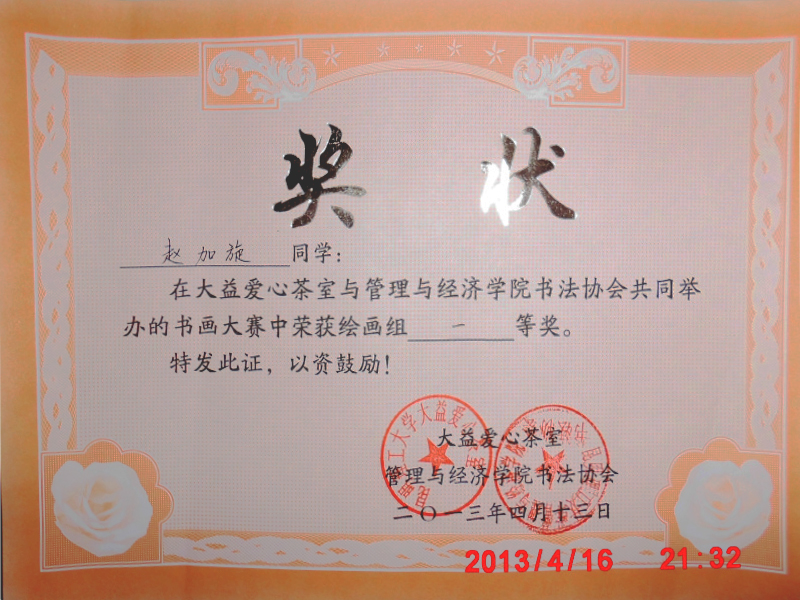 奖 状
赵加旋 同学：
在大益爱心茶室与管理与经济学院书法协会共同举
办的书画大赛中荣获绘画组 一 等奖。
特发此证，以资鼓励！
大益爱心茶室
管理与经济学院书法协会
二〇一三年四月十三日
2013/4/16 21:32